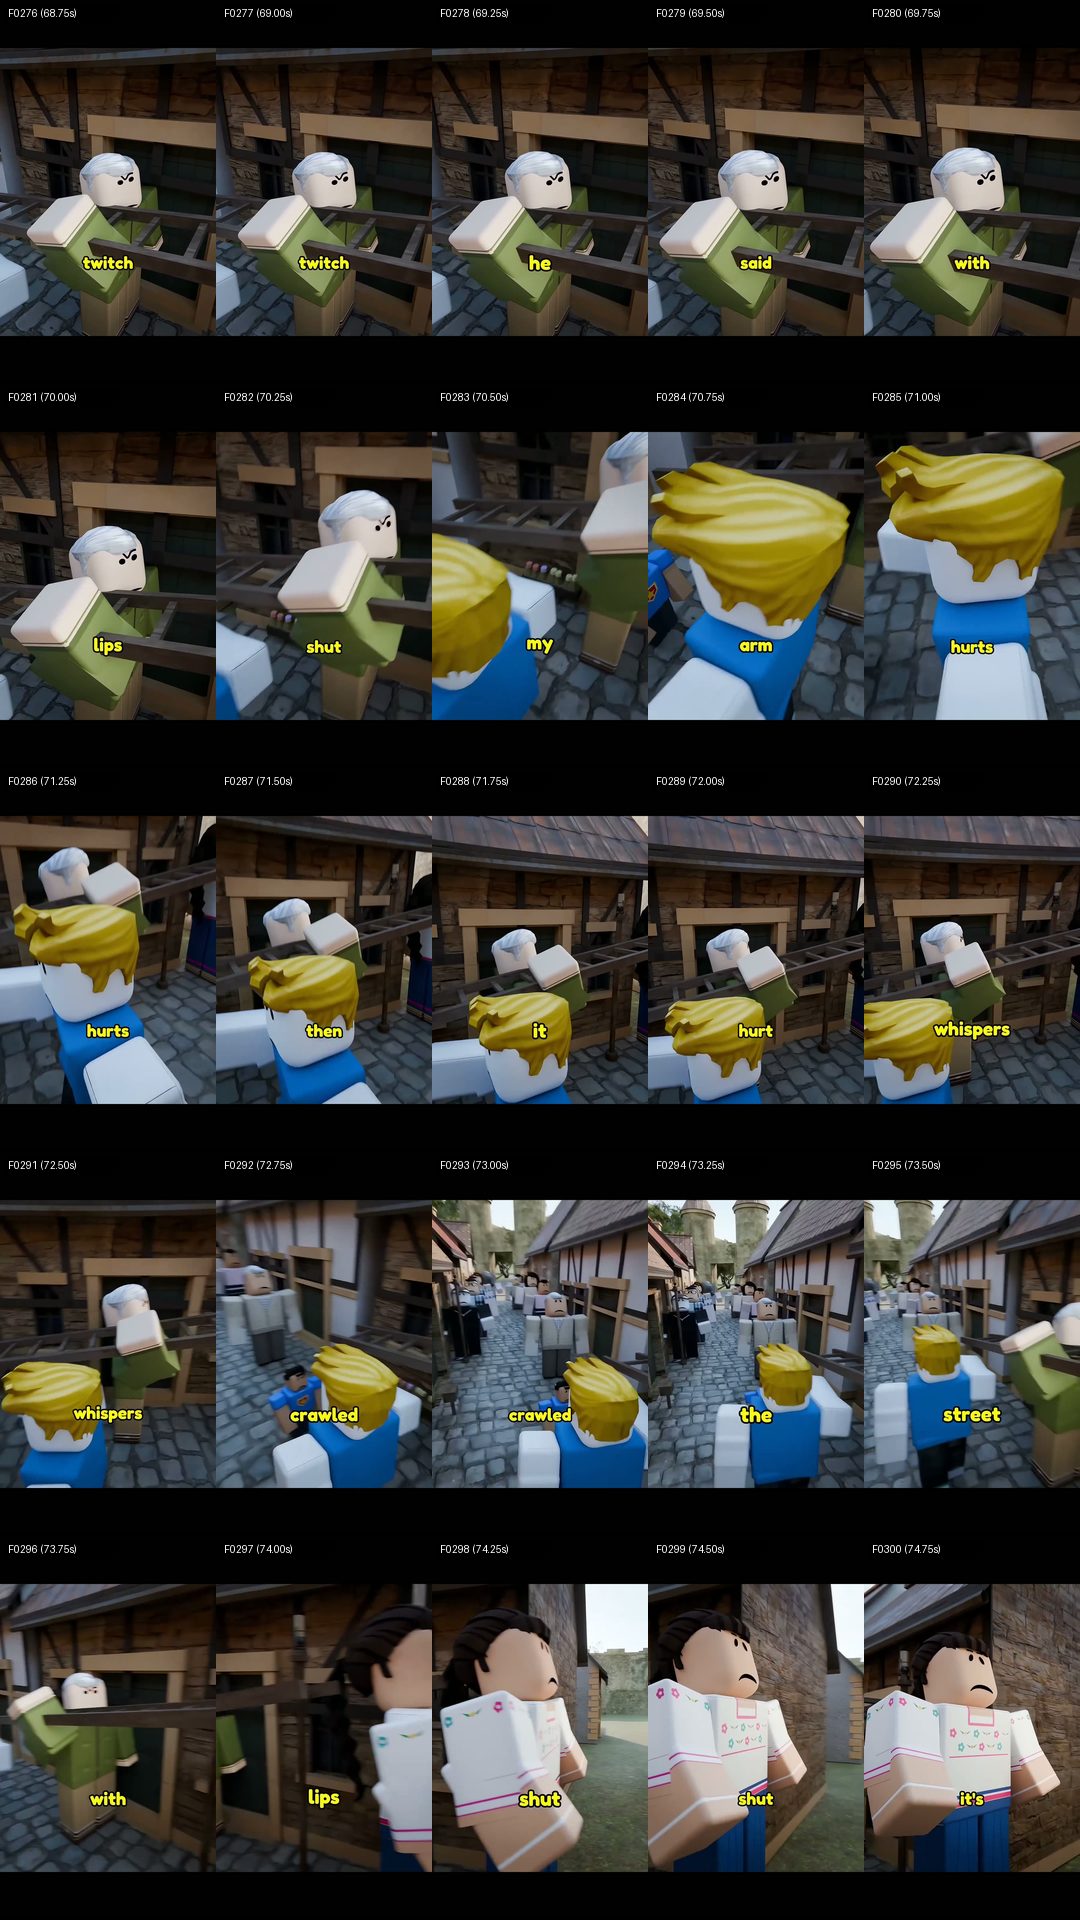 F0276 (68.75s)
F0277 (69.00s)
F0278 (69.25s)
F0279 (69.50s)
F0280 (69.75s)
twitch
twitch
he
said
with
F0281 (70.00s)
F0282 (70.25s)
F0283 (70.50s)
F0284 (70.75s)
F0285 (71.00s)
lips
shut
my
arm
hurts
F0286 (71.25s)
F0287 (71.50s)
F0288 (71.75s)
F0289 (72.00s)
F0290 (72.25s)
hurts
then
it
hurt
whispers
F0291 (72.50s)
F0292 (72.75s)
F0293 (73.00s)
F0294 (73.25s)
F0295 (73.50s)
whispers
crawled
crawled
the
street
F0296 (73.75s)
F0297 (74.00s)
F0298 (74.25s)
F0299 (74.50s)
F0300 (74.75s)
with
lips
shut
shut
it's